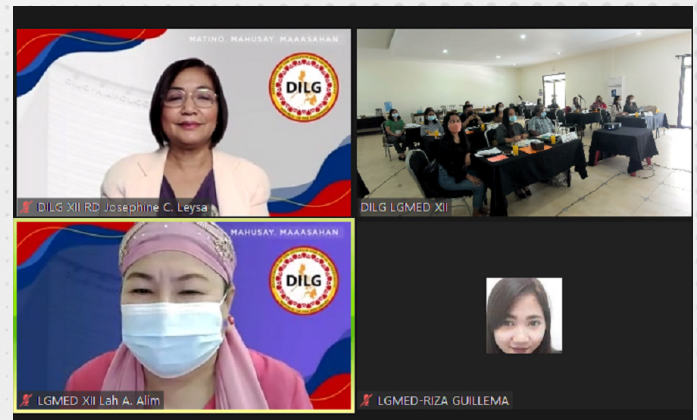 MATINO. MAHUSAY. MAAASAHAN
DILG
DILG XII RD Josephine C. Leysa
DILG LGMED XII
MAHUSAY. MAAASAHAN
DILG
LGMED XII Lah A. Alim
LGMED-RIZA GUILLEMA